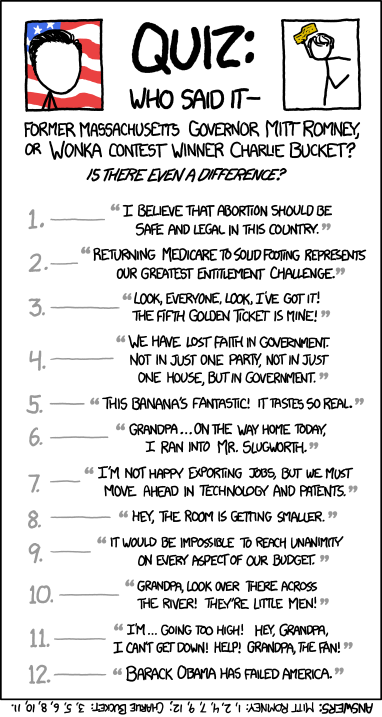 QUIZ:
WHO SAID IT—
FORMER MASSACHUSETTS GOVERNOR MITT ROMNEY,
OR WONKA CONTEST WINNER CHARLIE BUCKET?
IS THERE EVEN A DIFFERENCE?
1. “I BELIEVE THAT ABORTION SHOULD BE
SAFE AND LEGAL IN THIS COUNTRY.”
2. “RETURNING MEDICARE TO SOLID FOOTING REPRESENTS
OUR GREATEST ENTITLEMENT CHALLENGE.”
3. “LOOK, EVERYONE, LOOK, I'VE GOT IT!
THE FIFTH GOLDEN TICKET IS MINE!”
4. “WE HAVE LOST FAITH IN GOVERNMENT.
NOT IN JUST ONE PARTY, NOT IN JUST
ONE HOUSE, BUT IN GOVERNMENT.”
5. “THIS BANANA'S FANTASTIC! IT TASTES SO REAL.”
6. “GRANDPA...ON THE WAY HOME TODAY,
I RAN INTO MR. SLUGWORTH.”
7. “I'M NOT HAPPY EXPORTING JOBS, BUT WE MUST
MOVE AHEAD IN TECHNOLOGY AND PATENTS.”
8. “HEY, THE ROOM IS GETTING SMALLER.”
9. “IT WOULD BE IMPOSSIBLE TO REACH UNANIMITY
ON EVERY ASPECT OF OUR BUDGET.”
10. “GRANDPA, LOOK OVER THERE ACROSS
THE RIVER! THEY'RE LITTLE MEN!”
11. “I'M... GOING TOO HIGH! HEY, GRANDPA,
I CAN'T GET DOWN! HELP! GRANDPA, THE FAN!”
12. “BARACK OBAMA HAS FAILED AMERICA.”
ANSWERS: MITT ROMNEY: 1, 2, 4, 7, 9, 12; CHARLIE BUCKET: 3, 5, 6, 8, 10, 11.